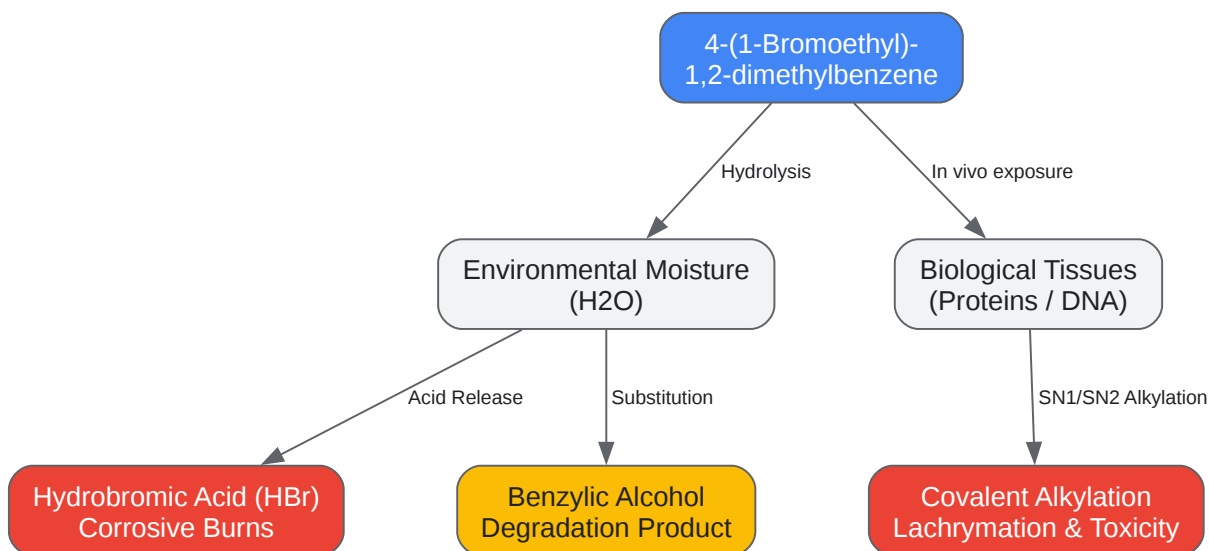 4-(1-Bromoethyl)-
1,2-dimethylbenzene
Hydrolysis
In vivo exposure
Environmental Moisture
(H2O)
Biological Tissues
(Proteins / DNA)
Acid Release
Substitution
SN1/SN2 Alkylation
Hydrobromic Acid (HBr)
Corrosive Burns
Benzylic Alcohol
Degradation Product
Covalent Alkylation
Lachrymation & Toxicity